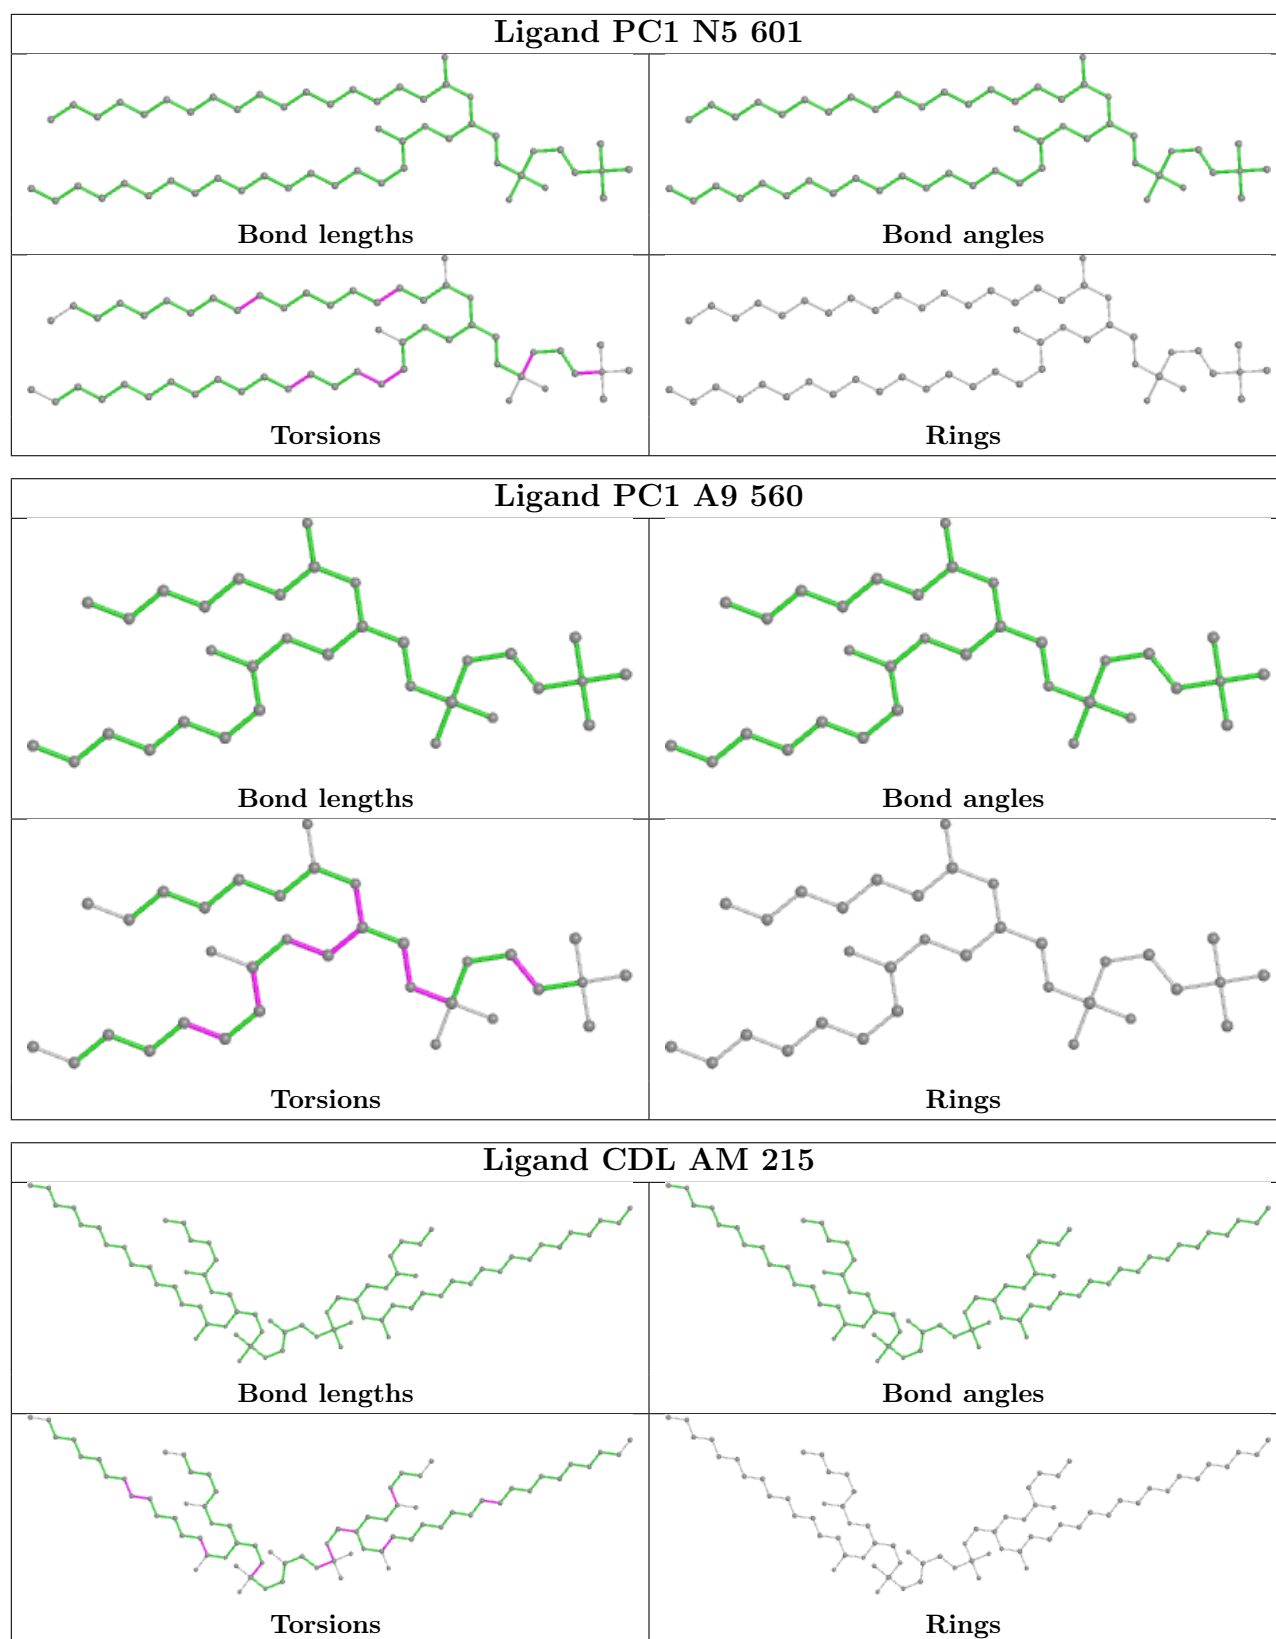 Ligand PC1 N5 601
Bond lengths
Bond angles
Torsions
Rings
Ligand PC1 A9 560
Bond lengths
Bond angles
Torsions
Rings
Ligand CDL AM 215
Bond lengths
Bond angles
Torsions
Rings